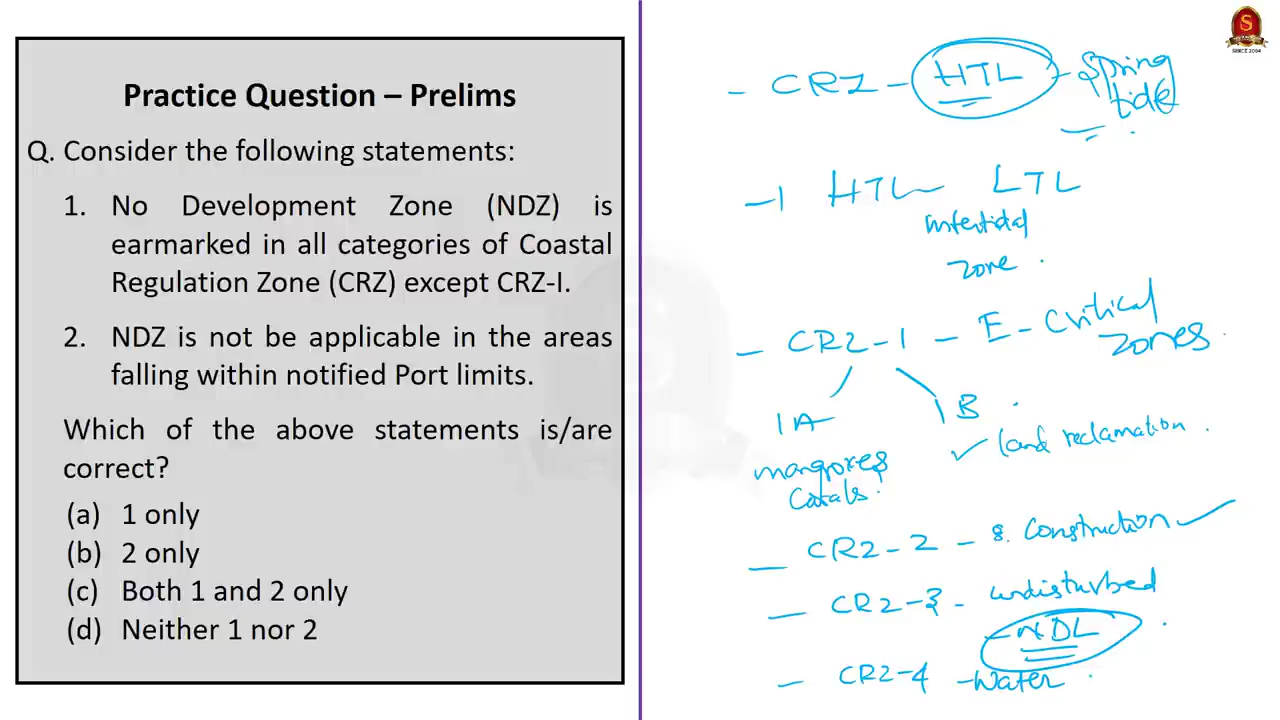 Practice Question – Prelims
Q. Consider the following statements:
1. No Development Zone (NDZ) is
earmarked in all categories of Coastal
Regulation Zone (CRZ) except CRZ-I.
2. NDZ is not be applicable in the areas
falling within notified Port limits.
Which of the above statements is/are
correct?
(a) 1 only
(b) 2 only
(c) Both 1 and 2 only
(d) Neither 1 nor 2
- CRZ - HTL - Spring
tide
-1 HTL LTL
intertidal
zone.
- CRZ-1 - E- Critical
Zones
1A 1B
✓ land reclamation.
mangroves
Corals.
- CRZ-2 - s. Construction ✓
- CRZ-3 - undisturbed
- NDL
- CRZ-4 - Water
S
SINCE 2004